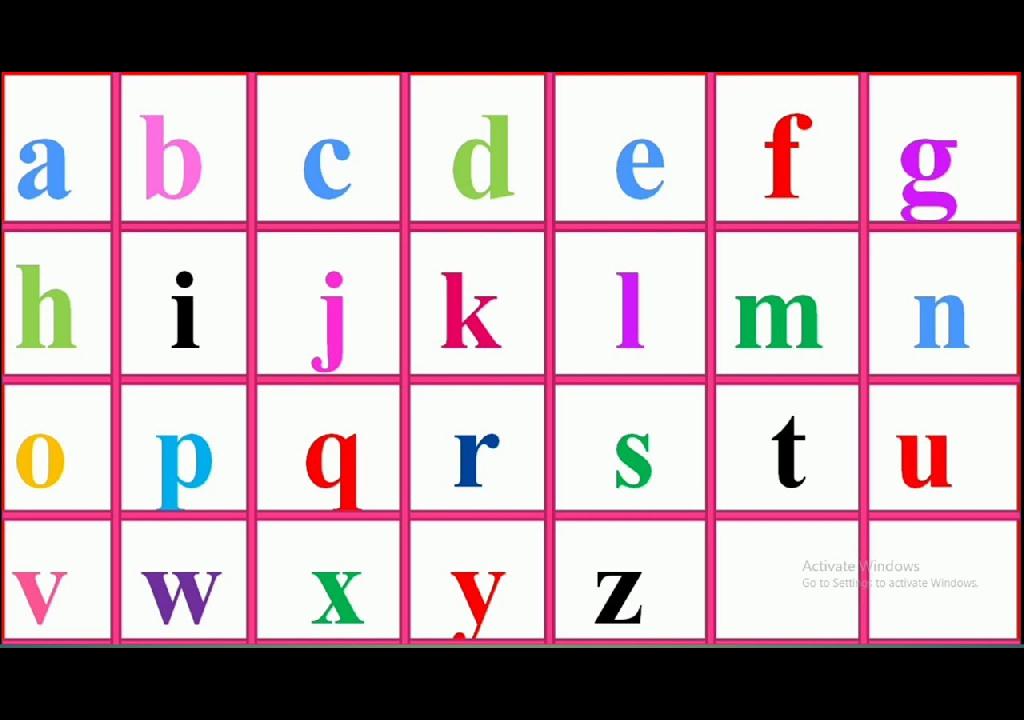 a b c d e f g
h i j k l m n
o p q r s t u
v w x y z
Activate Windows
Go to Settings to activate Windows.